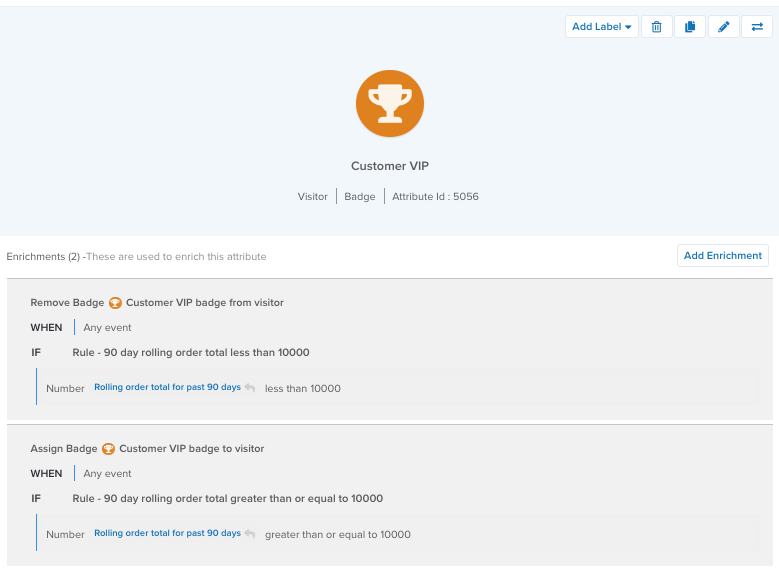 Add Label
Customer VIP
Visitor Badge Attribute Id : 5056
Enrichments (2) -These are used to enrich this attribute
Add Enrichment
Remove Badge Customer VIP badge from visitor
WHEN Any event
IF Rule - 90 day rolling order total less than 10000
Number Rolling order total for past 90 days less than 10000
Assign Badge Customer VIP badge to visitor
WHEN Any event
IF Rule - 90 day rolling order total greater than or equal to 10000
Number Rolling order total for past 90 days greater than or equal to 10000